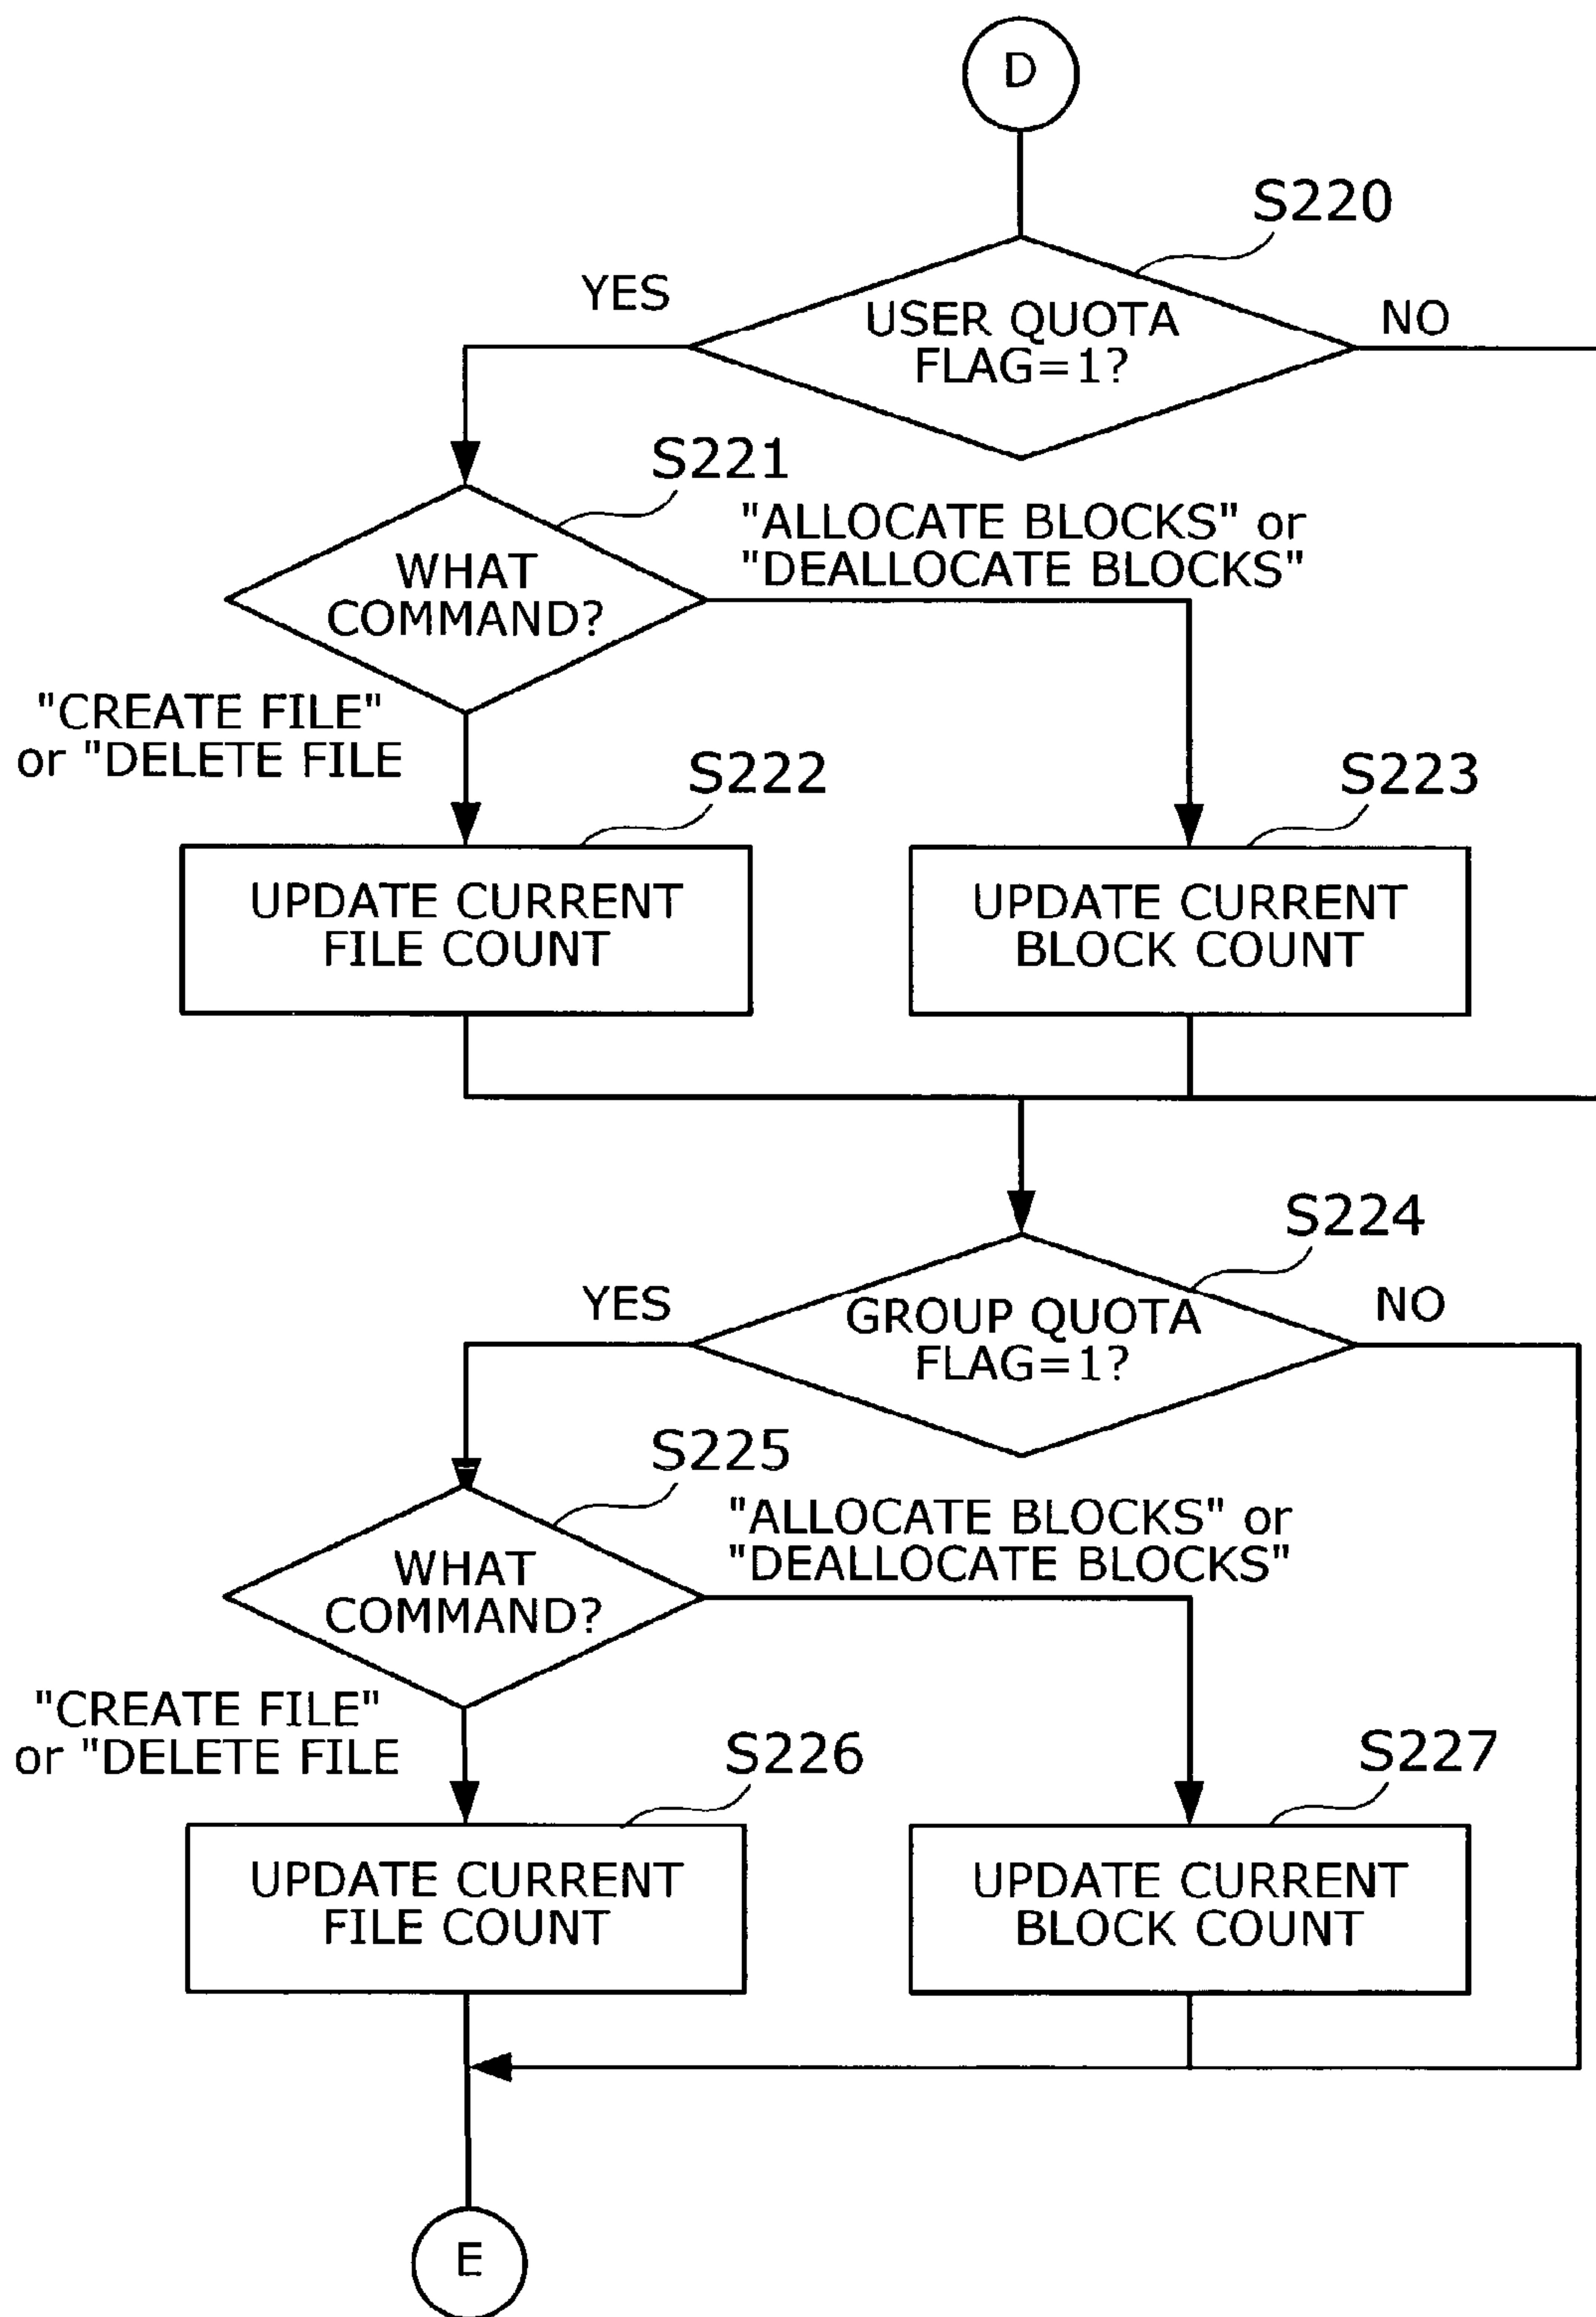 D
S220
YES
USER QUOTA
FLAG=1?
NO
S221
"ALLOCATE BLOCKS" or
"DEALLOCATE BLOCKS"
WHAT
COMMAND?
"CREATE FILE"
or "DELETE FILE
S222
S223
UPDATE CURRENT
FILE COUNT
UPDATE CURRENT
BLOCK COUNT
S224
YES
GROUP QUOTA
FLAG=1?
NO
S225
"ALLOCATE BLOCKS" or
"DEALLOCATE BLOCKS"
WHAT
COMMAND?
"CREATE FILE"
or "DELETE FILE
S226
S227
UPDATE CURRENT
FILE COUNT
UPDATE CURRENT
BLOCK COUNT
E